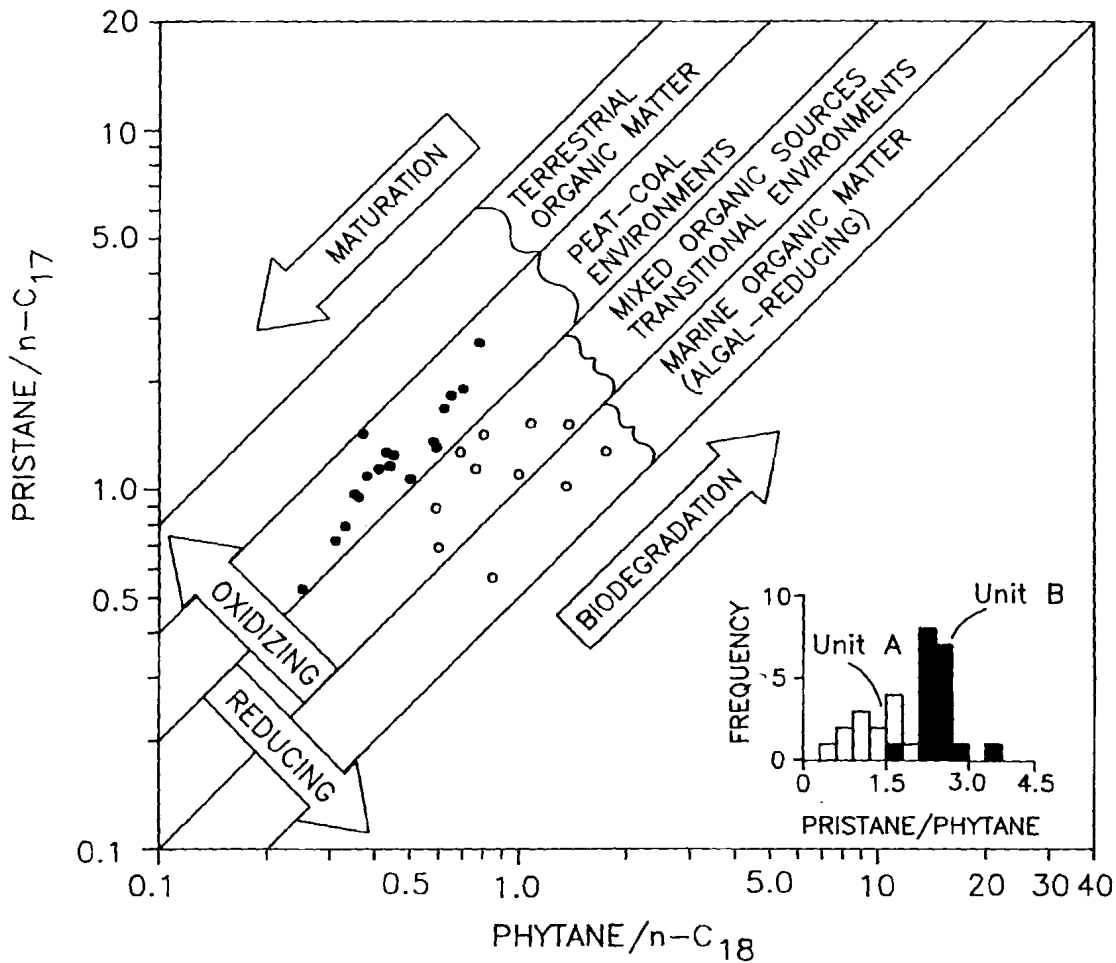 20
10
5.0
1.0
0.5
0.1
PRISTANE/n-C17
0.1
0.5
1.0
5.0
10
20
30
40
PHYTANE/n-C18
MATURATION
TERRESTRIAL
ORGANIC MATTER
PEAT-COAL
ENVIRONMENTS
MIXED ORGANIC SOURCES
TRANSITIONAL ENVIRONMENTS
MARINE ORGANIC MATTER
(ALGAL-REDUCING)
BIODEGRADATION
OXIDIZING
REDUCING
10
5
0
FREQUENCY
Unit A
Unit B
0
1.5
3.0
4.5
PRISTANE/PHYTANE